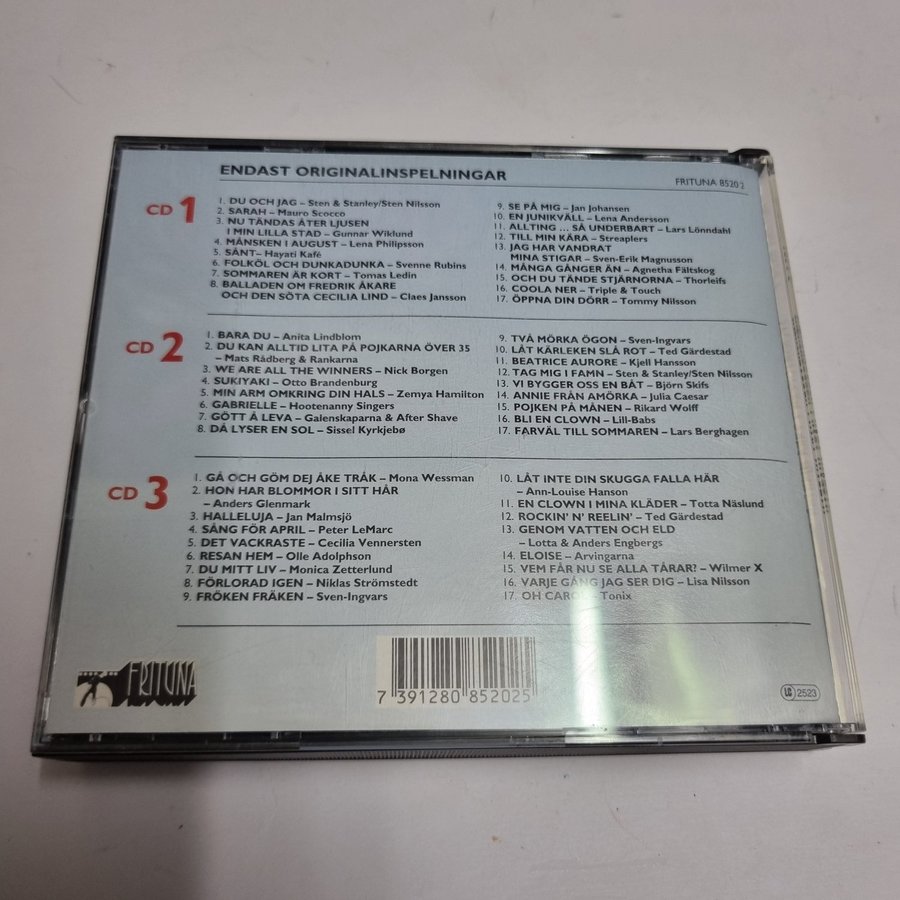 ENDAST ORIGINALINSPELNINGAR
FRITUNA 8520 2
CD 1
1. DU OCH JAG – Sten & Stanley/Sten Nilsson
2. SARAH – Mauro Scocco
3. NU TÄNDAS ÅTER LJUSEN
I MIN LILLA STAD – Gunnar Wiklund
4. MÅNSKEN I AUGUST – Lena Philipsson
5. SÅNT– Hayati Kafé
6. FOLKÖL OCH DUNKADUNKA – Svenne Rubins
7. SOMMAREN ÄR KORT – Tomas Ledin
8. BALLADEN OM FREDRIK ÅKARE
OCH DEN SÖTA CECILIA LIND – Claes Jansson
9. SE PÅ MIG – Jan Johansen
10. EN JUNIKVÄLL – Lena Andersson
11. ALLTING ... SÅ UNDERBART – Lars Lönndahl
12. TILL MIN KÄRA – Streaplers
13. JAG HAR VANDRAT
MINA STIGAR – Sven-Erik Magnusson
14. MÅNGA GÅNGER ÄN – Agnetha Fältskog
15. OCH DU TÄNDE STJÄRNORNA – Thorleifs
16. COOLA NER – Triple & Touch
17. ÖPPNA DIN DÖRR – Tommy Nilsson
CD 2
1. BARA DU – Anita Lindblom
2. DU KAN ALLTID LITA PÅ POJKARNA ÖVER 35
– Mats Rådberg & Rankarna
3. WE ARE ALL THE WINNERS – Nick Borgen
4. SUKIYAKI – Otto Brandenburg
5. MIN ARM OMKRING DIN HALS – Zemya Hamilton
6. GABRIELLE – Hootenanny Singers
7. GÖTT Å LEVA – Galenskaparna & After Shave
8. DÅ LYSER EN SOL – Sissel Kyrkjebø
9. TVÅ MÖRKA ÖGON – Sven-Ingvars
10. LÅT KÄRLEKEN SLÅ ROT – Ted Gärdestad
11. BEATRICE AURORE – Kjell Hansson
12. TAG MIG I FAMN – Sten & Stanley/Sten Nilsson
13. VI BYGGER OSS EN BÅT – Björn Skifs
14. ANNIE FRÅN AMÖRKA – Julia Caesar
15. POJKEN PÅ MÅNEN – Rikard Wolff
16. BLI EN CLOWN – Lill-Babs
17. FARVÄL TILL SOMMAREN – Lars Berghagen
CD 3
1. GÅ OCH GÖM DEJ ÅKE TRÅK – Mona Wessman
2. HON HAR BLOMMOR I SITT HÅR
– Anders Glenmark
3. HALLELUJA – Jan Malmsjö
4. SÅNG FÖR APRIL – Peter LeMarc
5. DET VACKRASTE – Cecilia Vennersten
6. RESAN HEM – Olle Adolphson
7. DU MITT LIV – Monica Zetterlund
8. FÖRLORAD IGEN – Niklas Strömstedt
9. FRÖKEN FRÄKEN – Sven-Ingvars
10. LÅT INTE DIN SKUGGA FALLA HÄR
– Ann-Louise Hanson
11. EN CLOWN I MINA KLÄDER – Totta Näslund
12. ROCKIN' N' REELIN' – Ted Gärdestad
13. GENOM VATTEN OCH ELD
– Lotta & Anders Engbergs
14. ELOISE – Arvingarna
15. VEM FÅR NU SE ALLA TÅRAR? – Wilmer X
16. VARJE GÅNG JAG SER DIG – Lisa Nilsson
17. OH CAROL – Tonix
FRITUNA
7 391280 852025
LC 2523